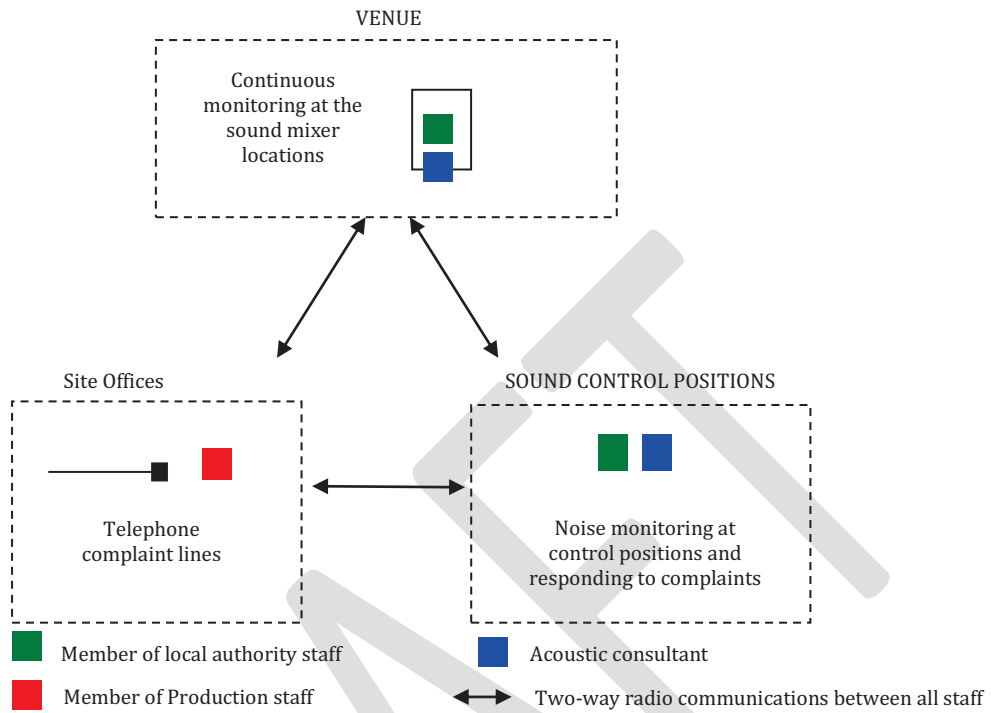 VENUE
Continuous
monitoring at the
sound mixer
locations
Site Offices
SOUND CONTROL POSITIONS
Telephone
complaint lines
Noise monitoring at
control positions and
responding to complaints
Member of local authority staff
Acoustic consultant
Member of Production staff
Two-way radio communications between all staff